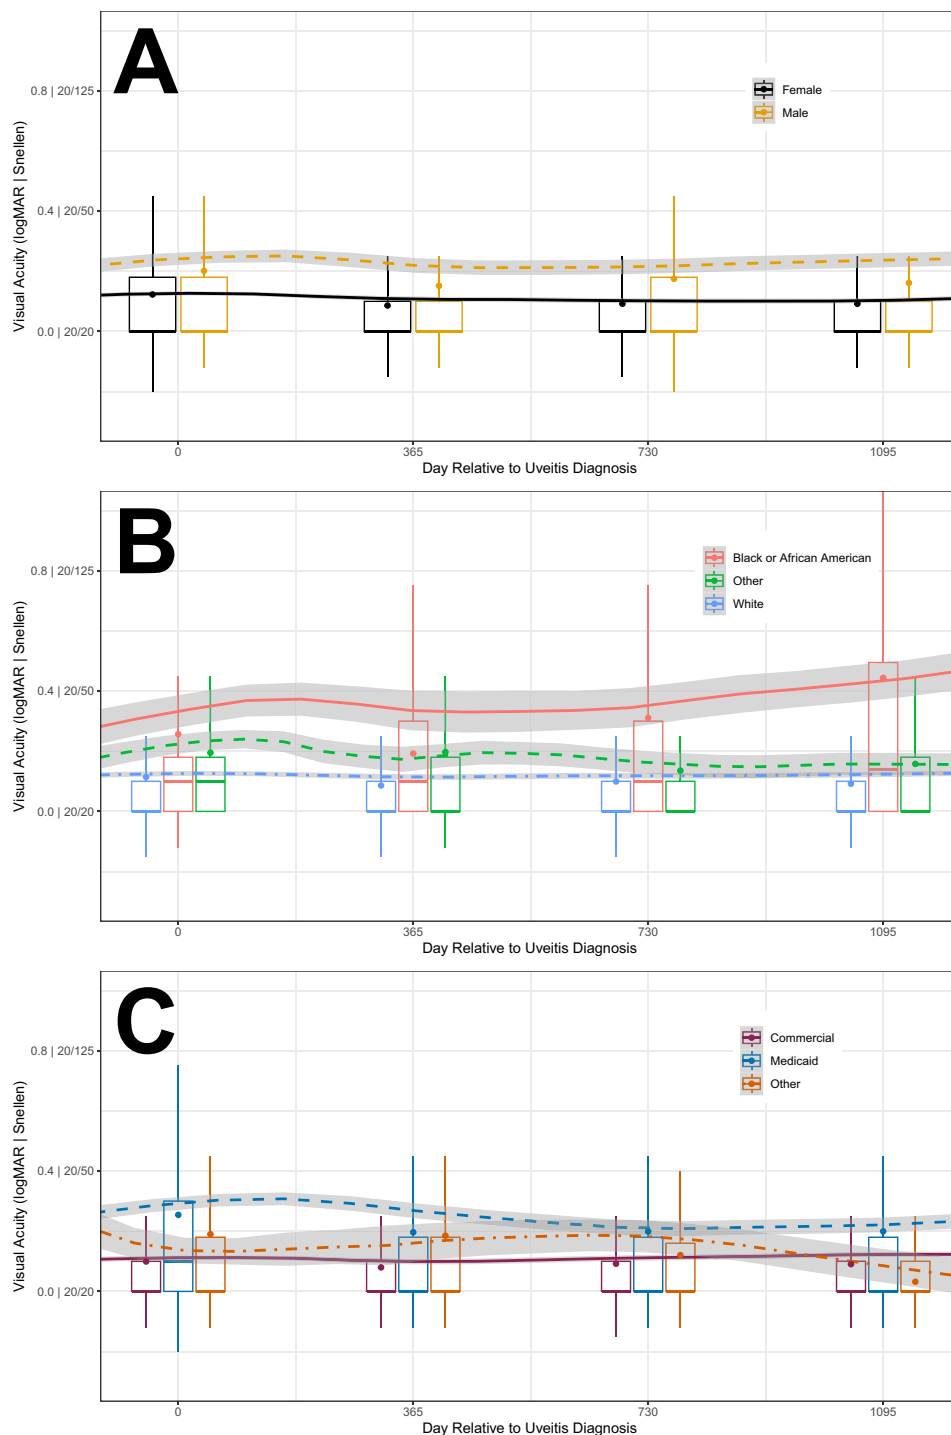 A
Visual Acuity (logMAR | Snellen)
0.8 | 20/125
0.4 | 20/50
0.0 | 20/20
Female
Male
0 365 730 1095
Day Relative to Uveitis Diagnosis
B
Visual Acuity (logMAR | Snellen)
0.8 | 20/125
0.4 | 20/50
0.0 | 20/20
Black or African American
Other
White
0 365 730 1095
Day Relative to Uveitis Diagnosis
C
Visual Acuity (logMAR | Snellen)
0.8 | 20/125
0.4 | 20/50
0.0 | 20/20
Commercial
Medicaid
Other
0 365 730 1095
Day Relative to Uveitis Diagnosis